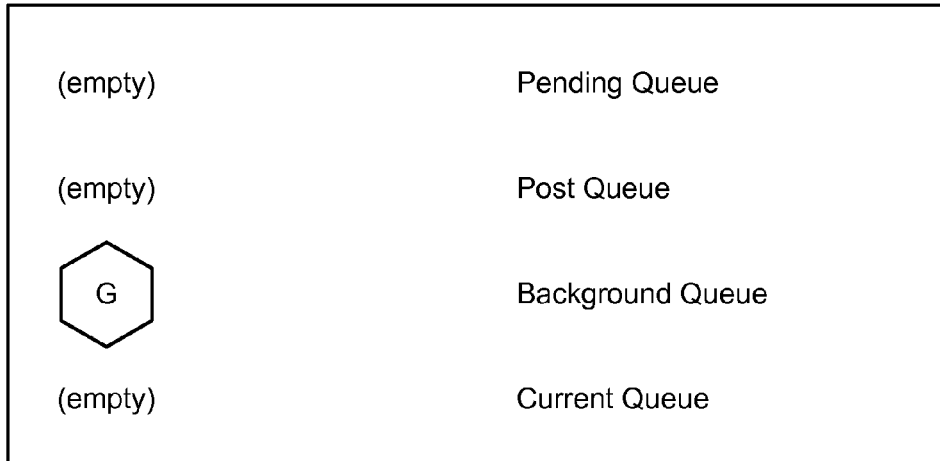 (empty) Pending Queue
(empty) Post Queue
G Background Queue
(empty) Current Queue